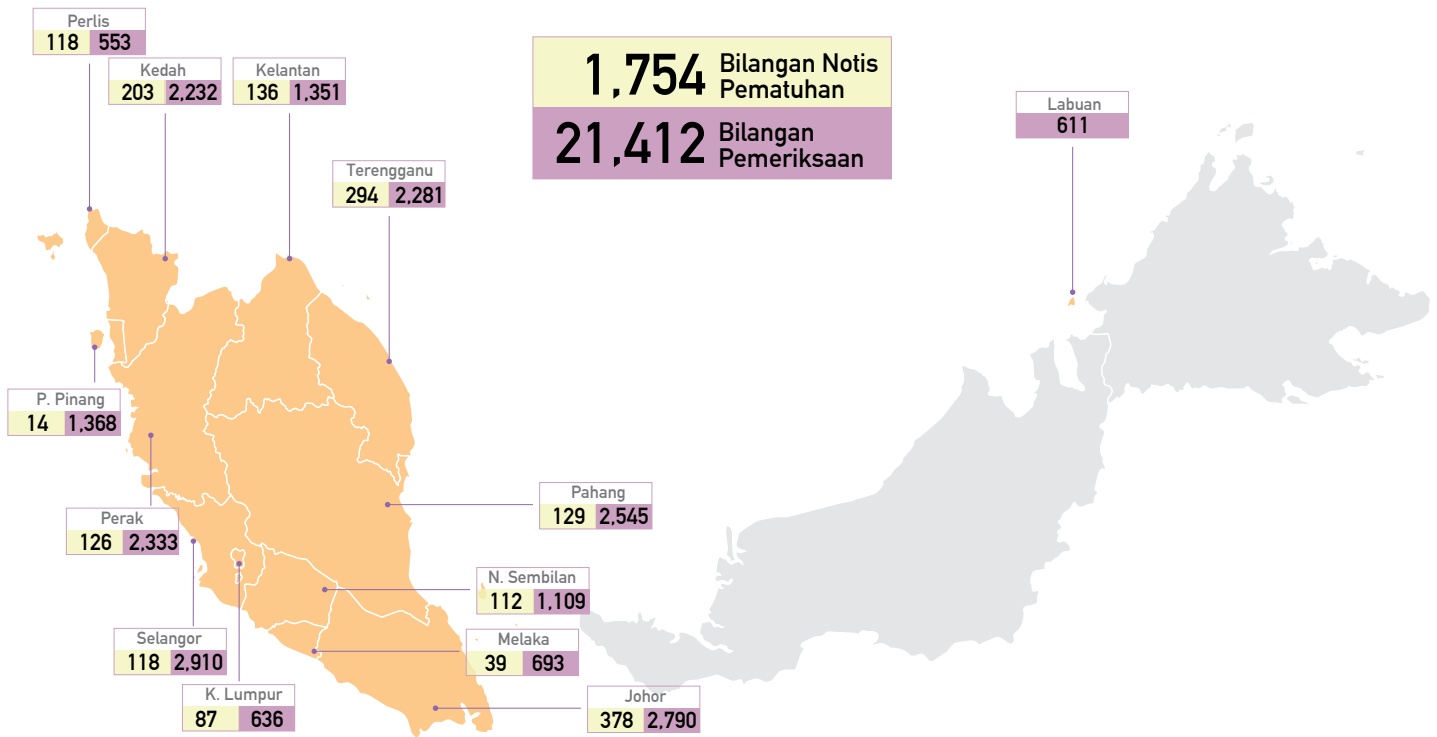 Perlis
118 553
Kedah
203 2,232
Kelantan
136 1,351
1,754 Bilangan Notis
Pematuhan
21,412 Bilangan
Pemeriksaan
Labuan
611
Terengganu
294 2,281
P. Pinang
14 1,368
Perak
126 2,333
Pahang
129 2,545
N. Sembilan
112 1,109
Selangor
118 2,910
Melaka
39 693
K. Lumpur
87 636
Johor
378 2,790